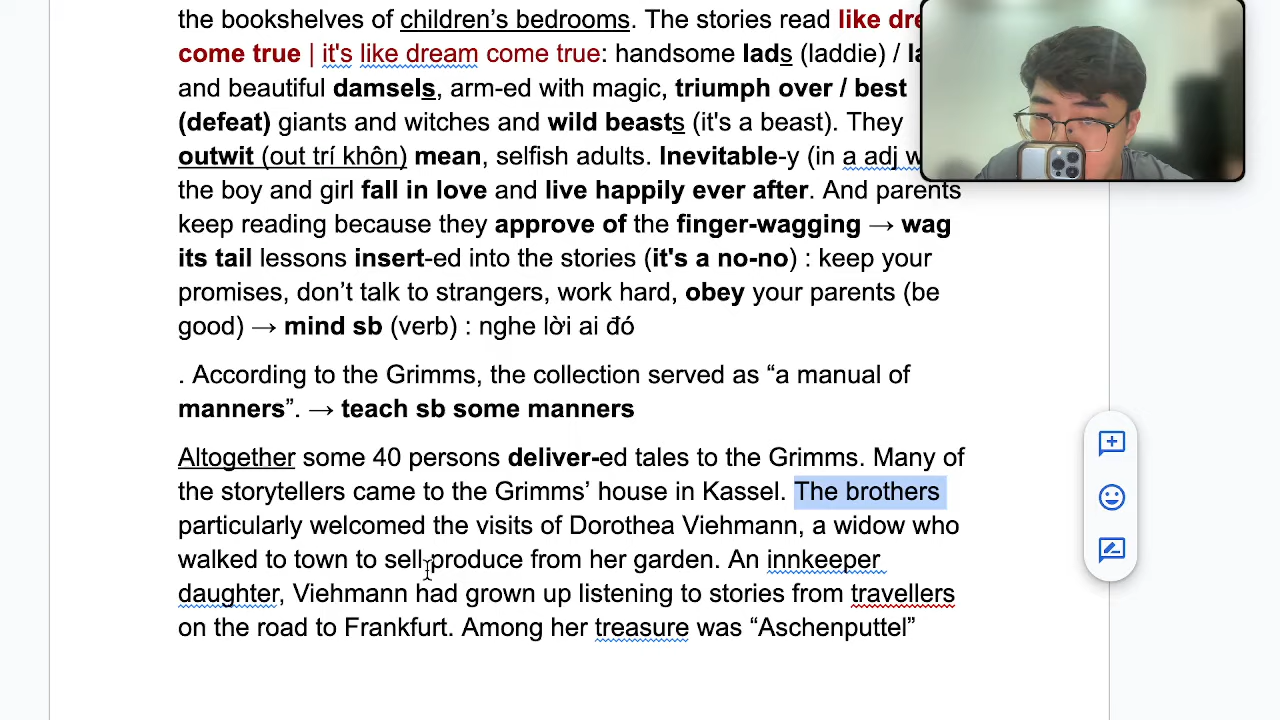 the bookshelves of children’s bedrooms. The stories read like
come true | it's like dream come true: handsome lads (laddie) /
and beautiful damsels, arm-ed with magic, triumph over / best
(defeat) giants and witches and wild beasts (it's a beast). They
outwit (out trí khôn) mean, selfish adults. Inevitable-y (in a adj
the boy and girl fall in love and live happily ever after. And parents
keep reading because they approve of the finger-wagging → wag
its tail lessons insert-ed into the stories (it's a no-no) : keep your
promises, don’t talk to strangers, work hard, obey your parents (be
good) → mind sb (verb) : nghe lời ai đó
. According to the Grimms, the collection served as “a manual of
manners”. → teach sb some manners
Altogether some 40 persons deliver-ed tales to the Grimms. Many of
the storytellers came to the Grimms’ house in Kassel. The brothers
particularly welcomed the visits of Dorothea Viehmann, a widow who
walked to town to sell produce from her garden. An innkeeper
daughter, Viehmann had grown up listening to stories from travellers
on the road to Frankfurt. Among her treasure was “Aschenputtel”